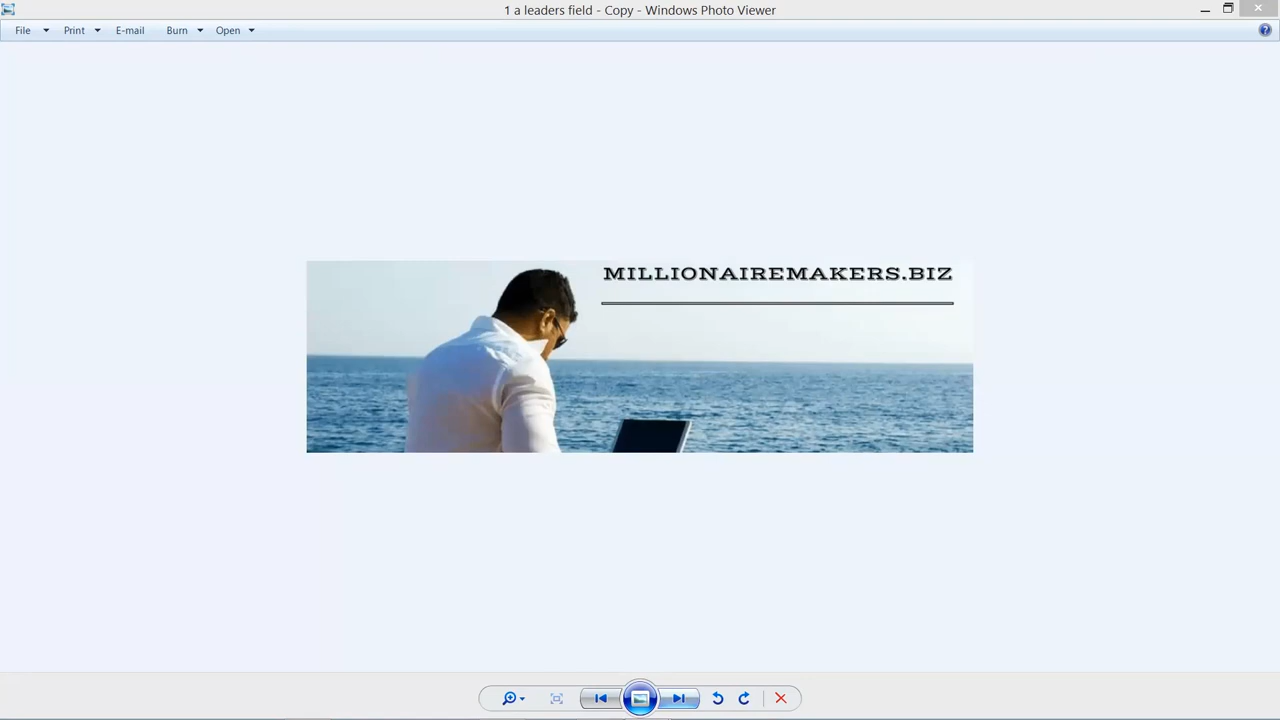 1 a leaders field - Copy - Windows Photo Viewer
File Print E-mail Burn Open
MILLIONAIREMAKERS.BIZ